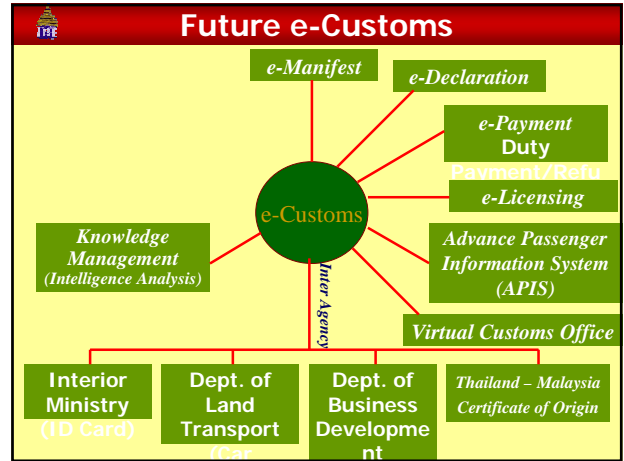 Future e-Customs
e-Manifest
e-Declaration
e-Payment
Duty
Payment/Refu
e-Licensing
e-Customs
Knowledge
Management
(Intelligence Analysis)
Advance Passenger
Information System
(APIS)
Inter Agency
Virtual Customs Office
Interior
Ministry
(ID Card)
Dept. of
Land
Transport
(Car
Dept. of
Business
Developme
nt
Thailand – Malaysia
Certificate of Origin